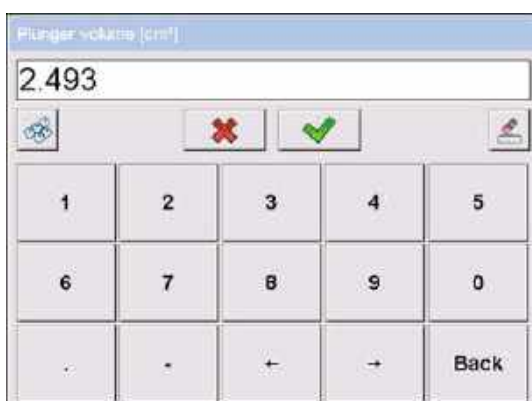 Plunger volume [cm³]
2.493
1 2 3 4 5
6 7 8 9 0
. - ← → Back